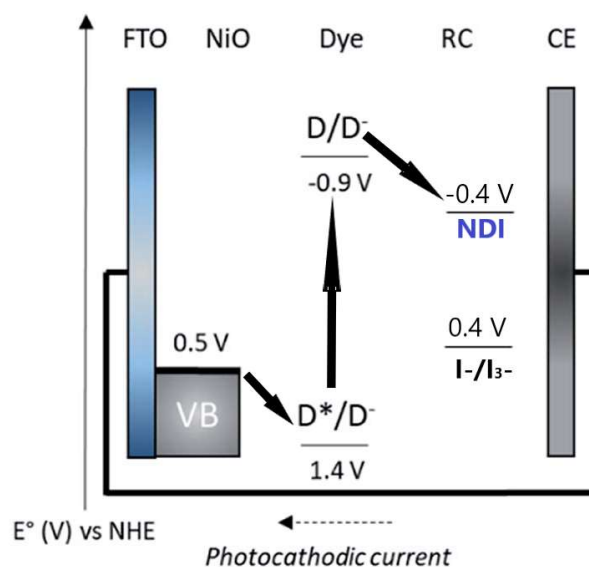 FTO NiO Dye RC CE
D/D-
-0.9 V
-0.4 V
NDI
0.5 V
0.4 V
I-/I3-
VB
D*/D-
1.4 V
E° (V) vs NHE
Photocathodic current